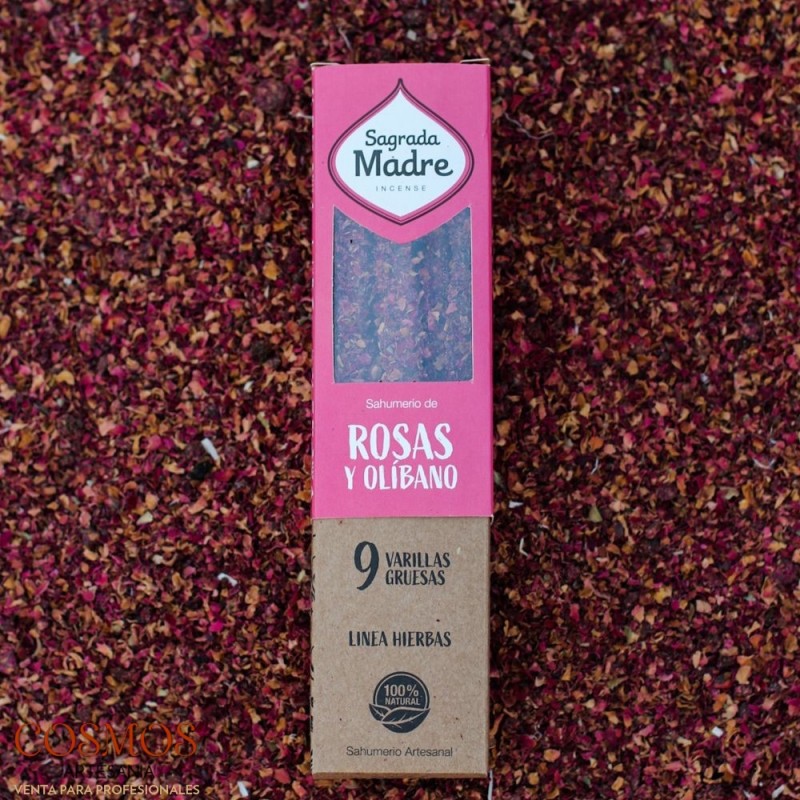 Sagrada
Madre
INCENSE
Sahumerio de
ROSAS
Y OLÍBANO
9 VARILLAS
GRUESAS
LINEA HIERBAS
100%
NATURAL
Sahumerio Artesanal
COSMOS
ARTESANÍA
VENTA PARA PROFESIONALES